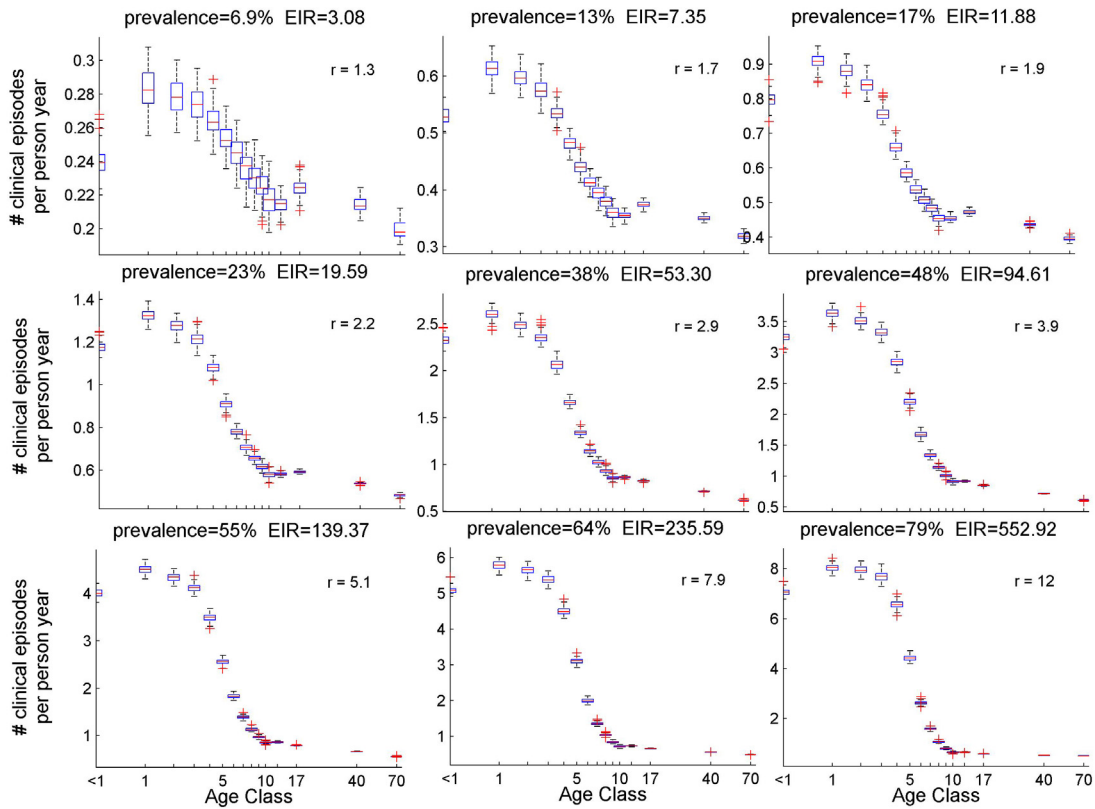 prevalence=6.9% EIR=3.08
prevalence=13% EIR=7.35
prevalence=17% EIR=11.88
# clinical episodes
per person year
0.3
0.28
0.26
0.24
0.22
0.2
r = 1.3
0.6
0.5
0.4
0.3
r = 1.7
0.9
0.8
0.7
0.6
0.5
0.4
0
r = 1.9
prevalence=23% EIR=19.59
prevalence=38% EIR=53.30
prevalence=48% EIR=94.61
# clinical episodes
per person year
1.4
1.2
1
0.8
0.6
r = 2.2
2.5
2
1.5
1
0.5
r = 2.9
3.5
3
2.5
2
1.5
1
0.5
r = 3.9
prevalence=55% EIR=139.37
prevalence=64% EIR=235.59
prevalence=79% EIR=552.92
# clinical episodes
per person year
4
3
2
1
r = 5.1
6
5
4
3
2
1
r = 7.9
8
6
4
2
r = 12
<1 1 5 10 17 40 70
<1 1 5 10 17 40 70
<1 1 5 10 17 40 70
Age Class
Age Class
Age Class